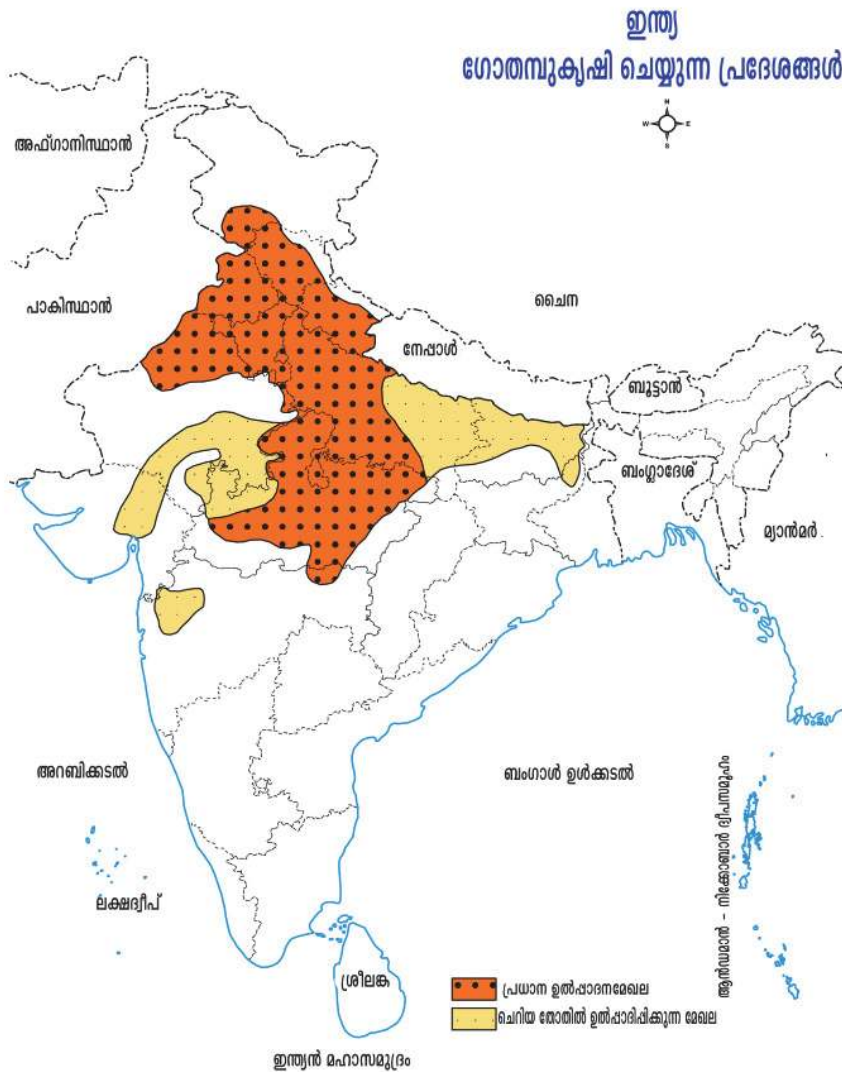 ഇന്ത്യ
ഗോതമ്പുകൃഷി ചെയ്യുന്ന പ്രദേശങ്ങൾ
N
W E
S
അഫ്ഗാനിസ്ഥാൻ
പാകിസ്ഥാൻ
ചൈന
നേപ്പാൾ
ബൂട്ടാൻ
ബംഗ്ലാദേശ്
മ്യാൻമർ.
അറബിക്കടൽ
ബംഗാൾ ഉൾക്കടൽ
ആൻഡമാൻ - നിക്കോബാർ ദ്വീപസമൂഹം
ലക്ഷദ്വീപ്
ശ്രീലങ്ക
പ്രധാന ഉൽപ്പാദനമേഖല
ചെറിയ തോതിൽ ഉൽപ്പാദിപ്പിക്കുന്ന മേഖല
ഇന്ത്യൻ മഹാസമുദ്രം